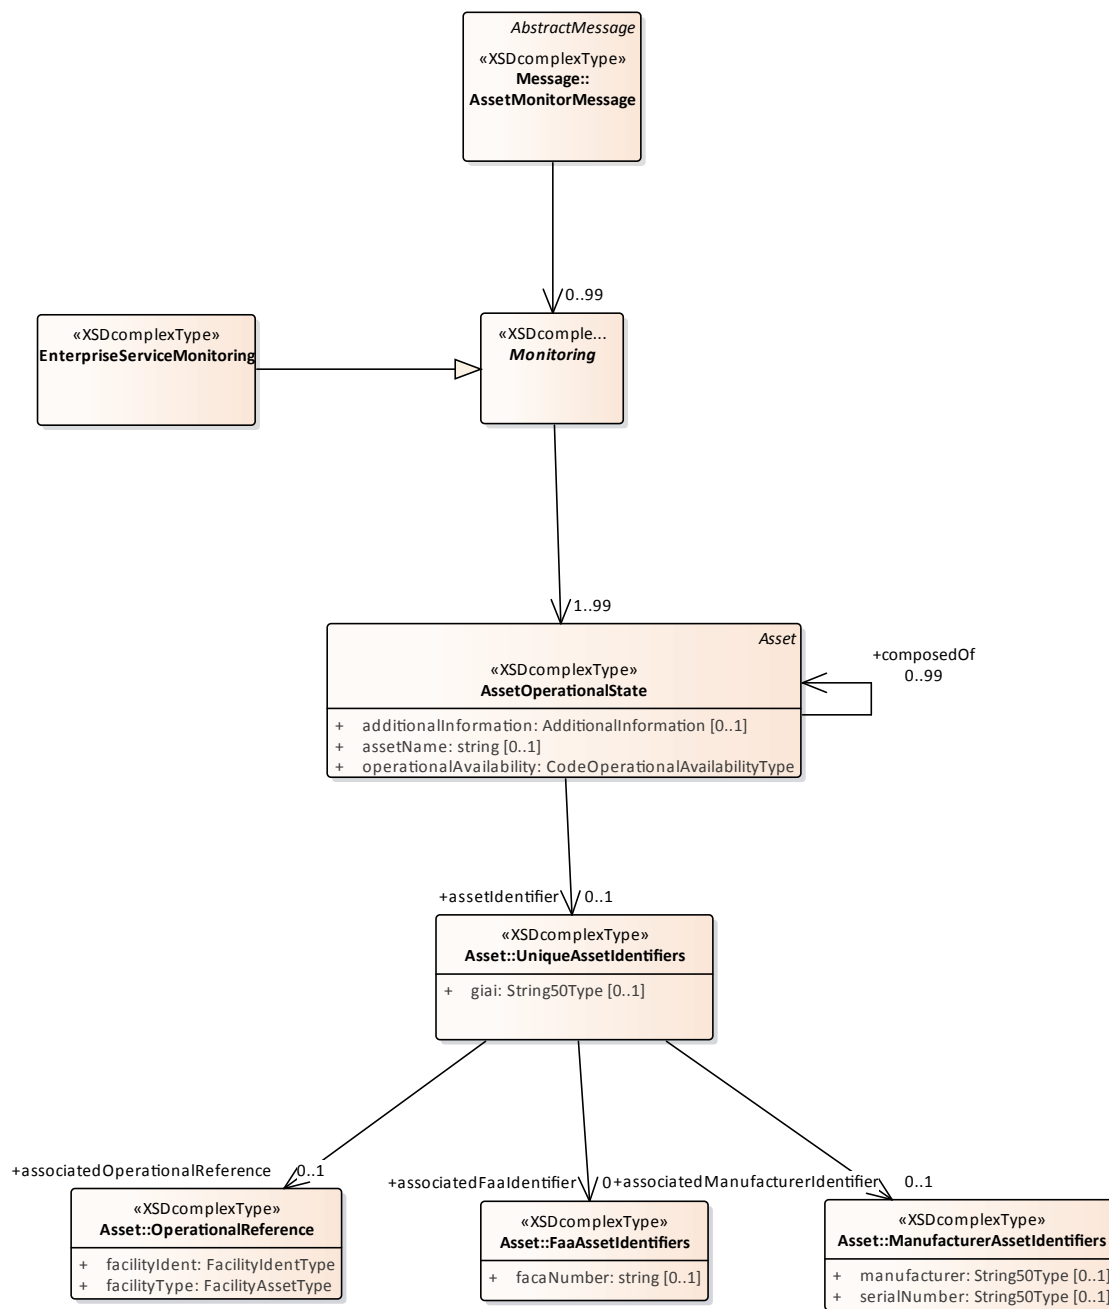 AbstractMessage
«XSDcomplexType»
Message::
AssetMonitorMessage
0..99
«XSDcomplexType»
EnterpriseServiceMonitoring
«XSDcomple...
Monitoring
1..99
Asset
«XSDcomplexType»
AssetOperationalState
+ additionalInformation: AdditionalInformation [0..1]
+ assetName: string [0..1]
+ operationalAvailability: CodeOperationalAvailabilityType
+composedOf
0..99
+assetIdentifier 0..1
«XSDcomplexType»
Asset::UniqueAssetIdentifiers
+ giai: String50Type [0..1]
+associatedOperationalReference 0..1
«XSDcomplexType»
Asset::OperationalReference
+ facilityIdent: FacilityIdentType
+ facilityType: FacilityAssetType
+associatedFaaIdentifier 0
«XSDcomplexType»
Asset::FaaAssetIdentifiers
+ facaNumber: string [0..1]
+associatedManufacturerIdentifier 0..1
«XSDcomplexType»
Asset::ManufacturerAssetIdentifiers
+ manufacturer: String50Type [0..1]
+ serialNumber: String50Type [0..1]